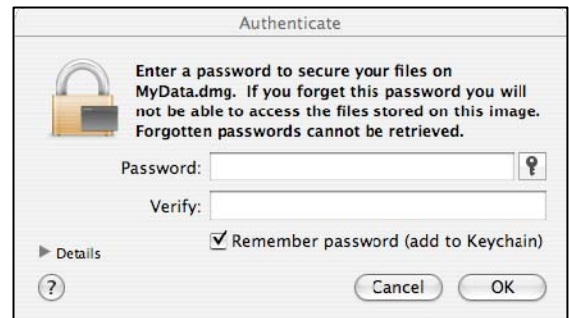 Authenticate
Enter a password to secure your files on
MyData.dmg. If you forget this password you will
not be able to access the files stored on this image.
Forgotten passwords cannot be retrieved.
Password:
Verify:
Remember password (add to Keychain)
Details
?
Cancel OK